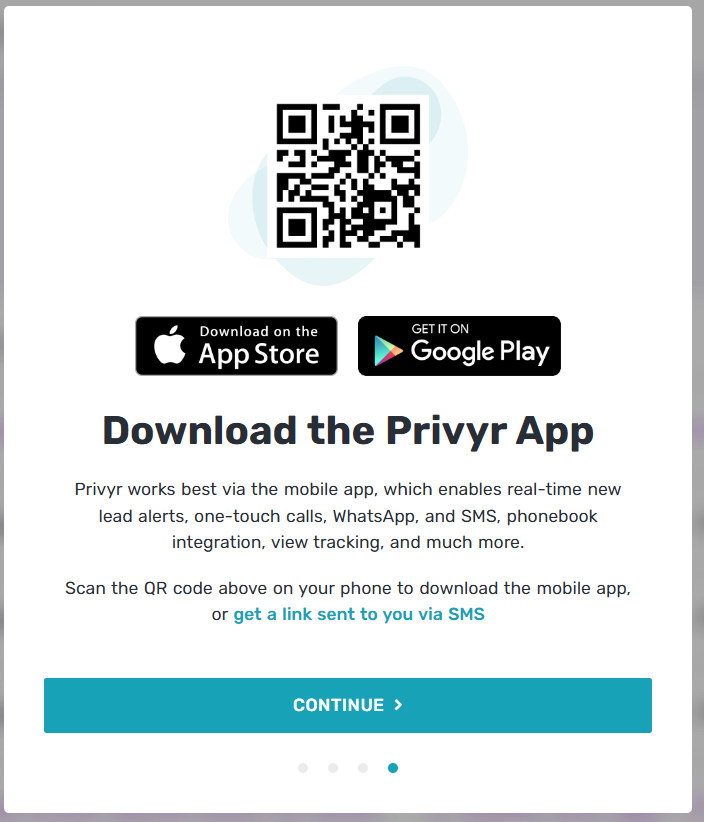 Download on the
App Store
GET IT ON
Google Play
Download the Privyr App
Privyr works best via the mobile app, which enables real-time new
lead alerts, one-touch calls, WhatsApp, and SMS, phonebook
integration, view tracking, and much more.
Scan the QR code above on your phone to download the mobile app,
or get a link sent to you via SMS
CONTINUE